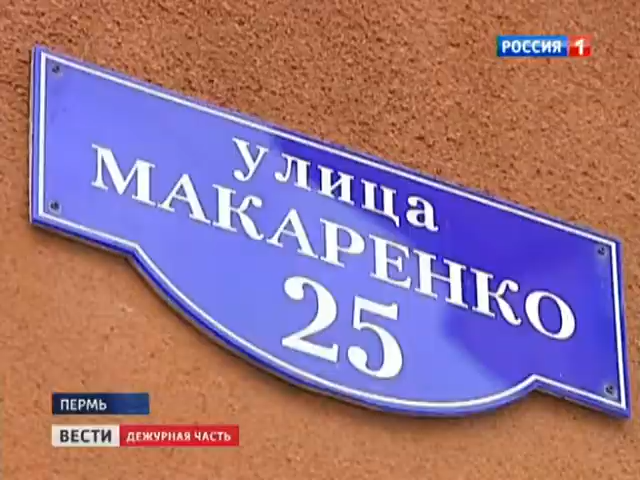 РОССИЯ 1
улица
МАКАРЕНКО
25
ПЕРМЬ
ВЕСТИ ДЕЖУРНАЯ ЧАСТЬ